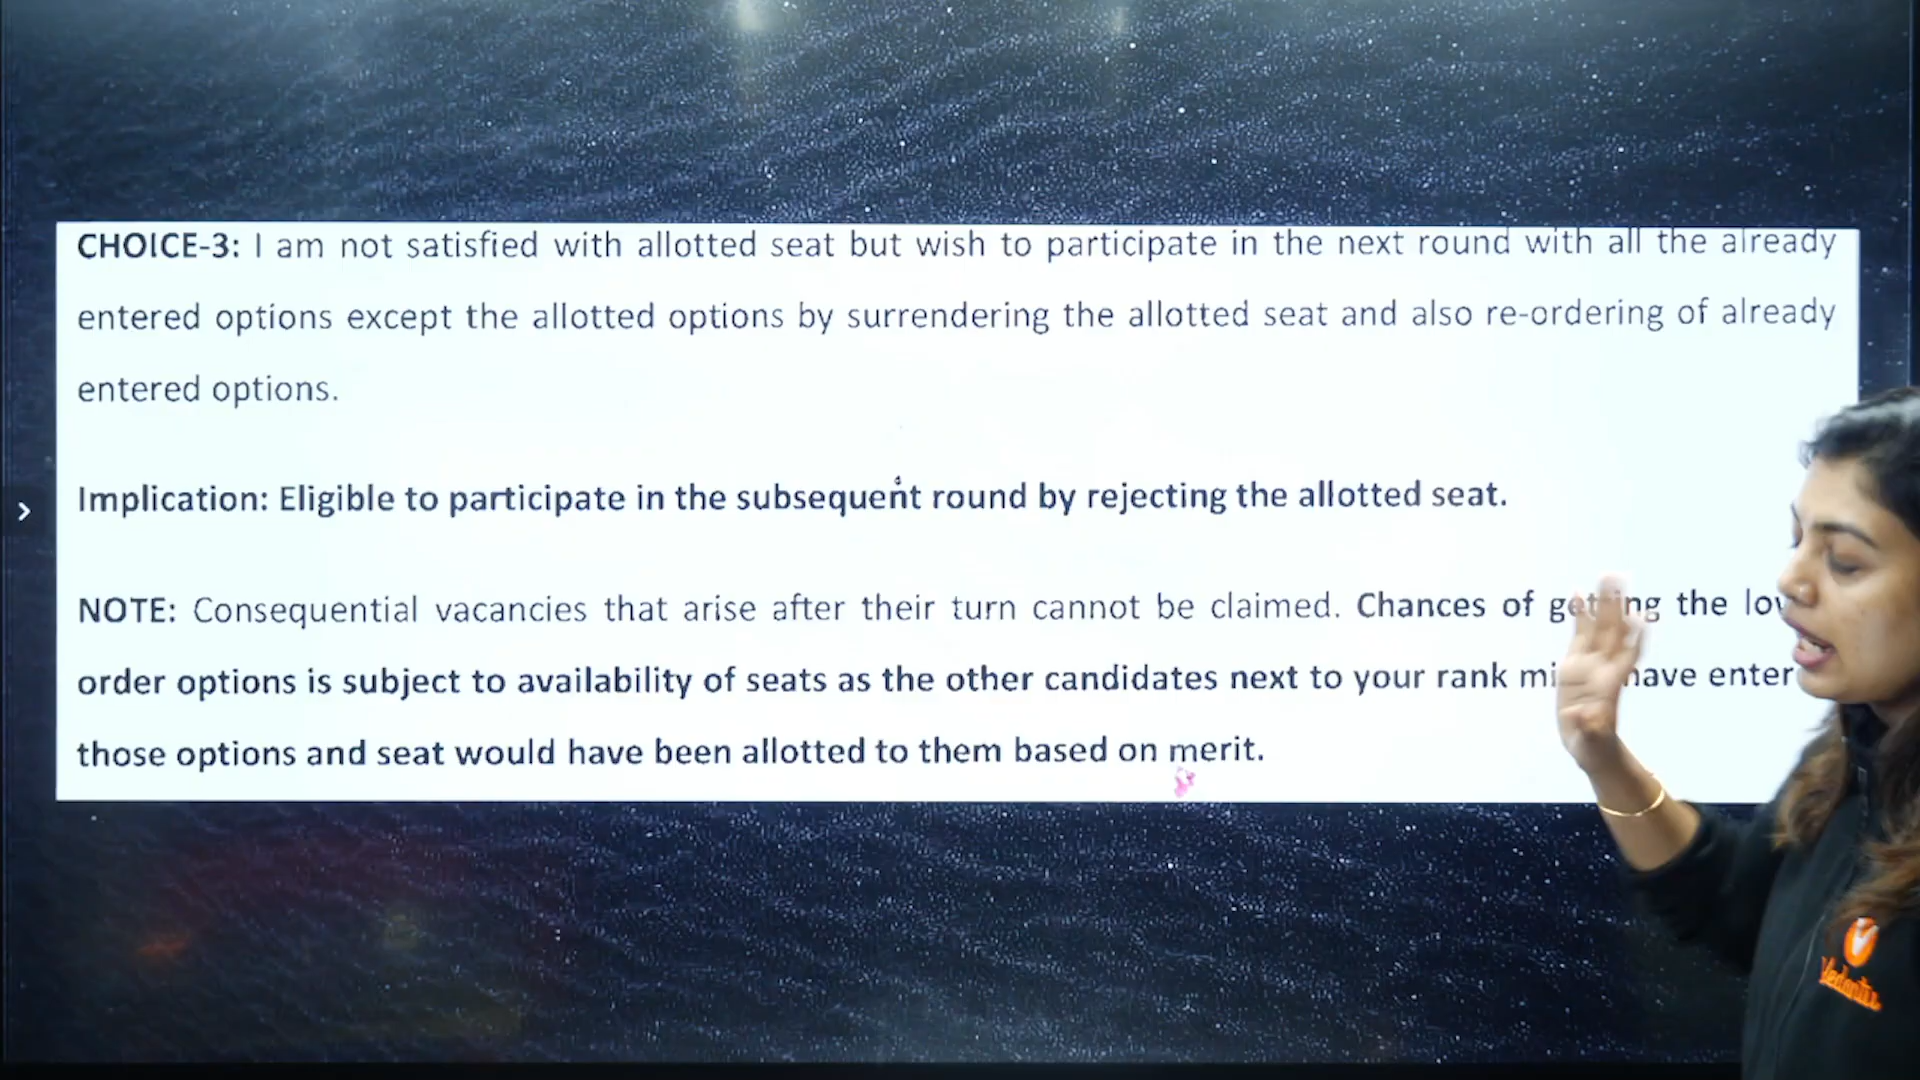 CHOICE-3: I am not satisfied with allotted seat but wish to participate in the next round with all the already
entered options except the allotted options by surrendering the allotted seat and also re-ordering of already
entered options.
Implication: Eligible to participate in the subsequent round by rejecting the allotted seat.
NOTE: Consequential vacancies that arise after their turn cannot be claimed. Chances of getting the
order options is subject to availability of seats as the other candidates next to your rank have
those options and seat would have been allotted to them based on merit.
Vedantu